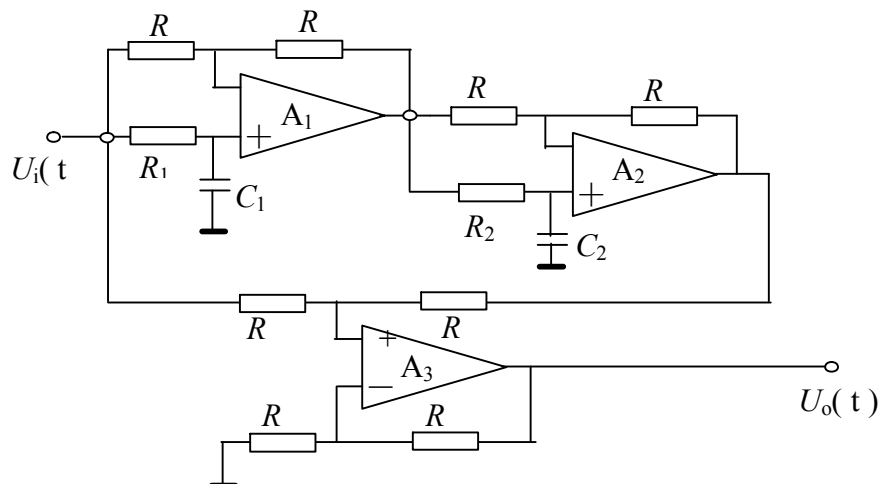 R
R
A₁
+
R
R
Uᵢ( t
R₁
C₁
A₂
+
R₂
C₂
R
R
+
A₃
−
R
R
Uₒ( t )